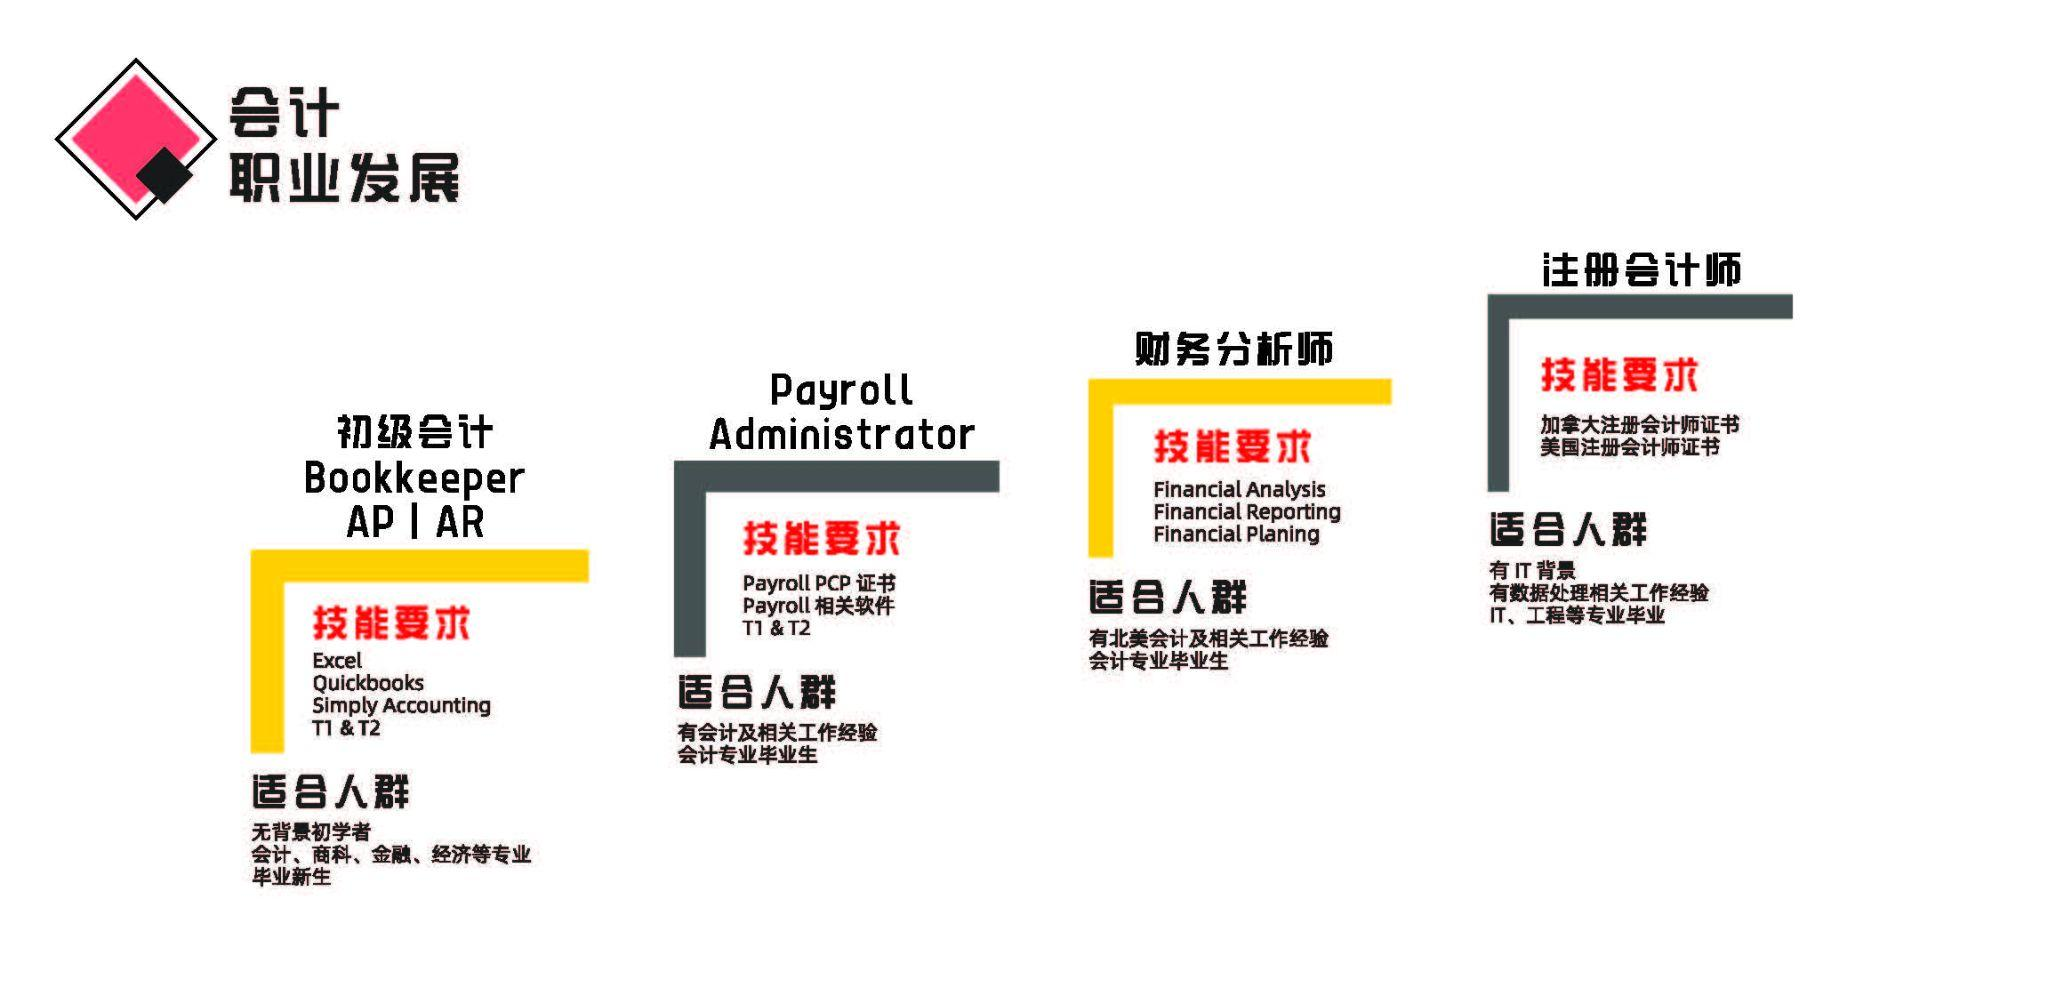 会计
职业发展
初级会计
Bookkeeper
AP | AR
技能要求
Excel
Quickbooks
Simply Accounting
T1 & T2
适合人群
无背景初学者
会计、商科、金融、经济等专业
毕业新生
Payroll
Administrator
技能要求
Payroll PCP 证书
Payroll 相关软件
T1 & T2
适合人群
有会计及相关工作经验
会计专业毕业生
财务分析师
技能要求
Financial Analysis
Financial Reporting
Financial Planing
适合人群
有北美会计及相关工作经验
会计专业毕业生
注册会计师
技能要求
加拿大注册会计师证书
美国注册会计师证书
适合人群
有 IT 背景
有数据处理相关工作经验
IT、工程等专业毕业